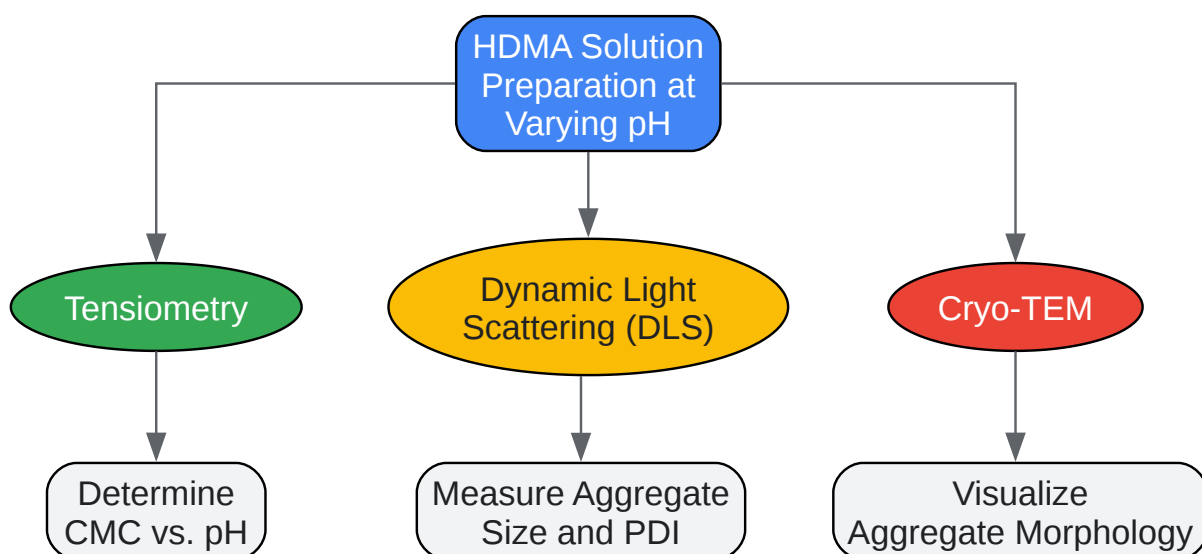 HDMA Solution
Preparation at
Varying pH
Tensiometry
Dynamic Light
Scattering (DLS)
Cryo-TEM
Determine
CMC vs. pH
Measure Aggregate
Size and PDI
Visualize
Aggregate Morphology